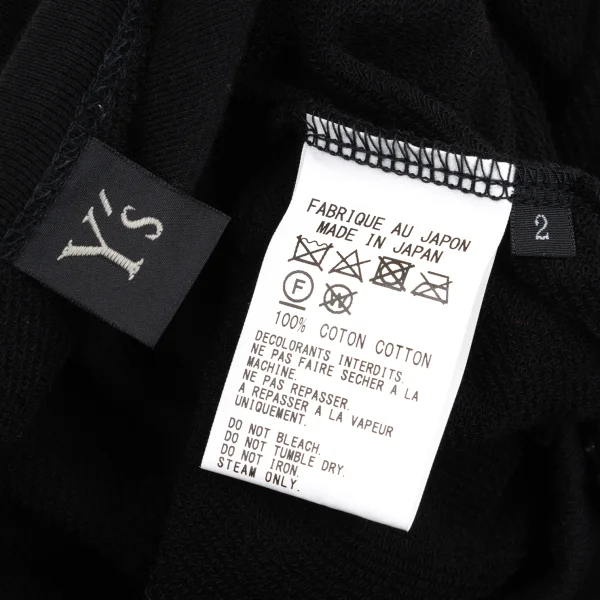 Y's
2
FABRIQUE AU JAPON
MADE IN JAPAN
F
W
100% COTON COTTON
DECOLORANTS INTERDITS.
NE PAS FAIRE SECHER A LA
MACHINE.
NE PAS REPASSER.
A REPASSER A LA VAPEUR
UNIQUEMENT.
DO NOT BLEACH.
DO NOT TUMBLE DRY.
DO NOT IRON.
STEAM ONLY.